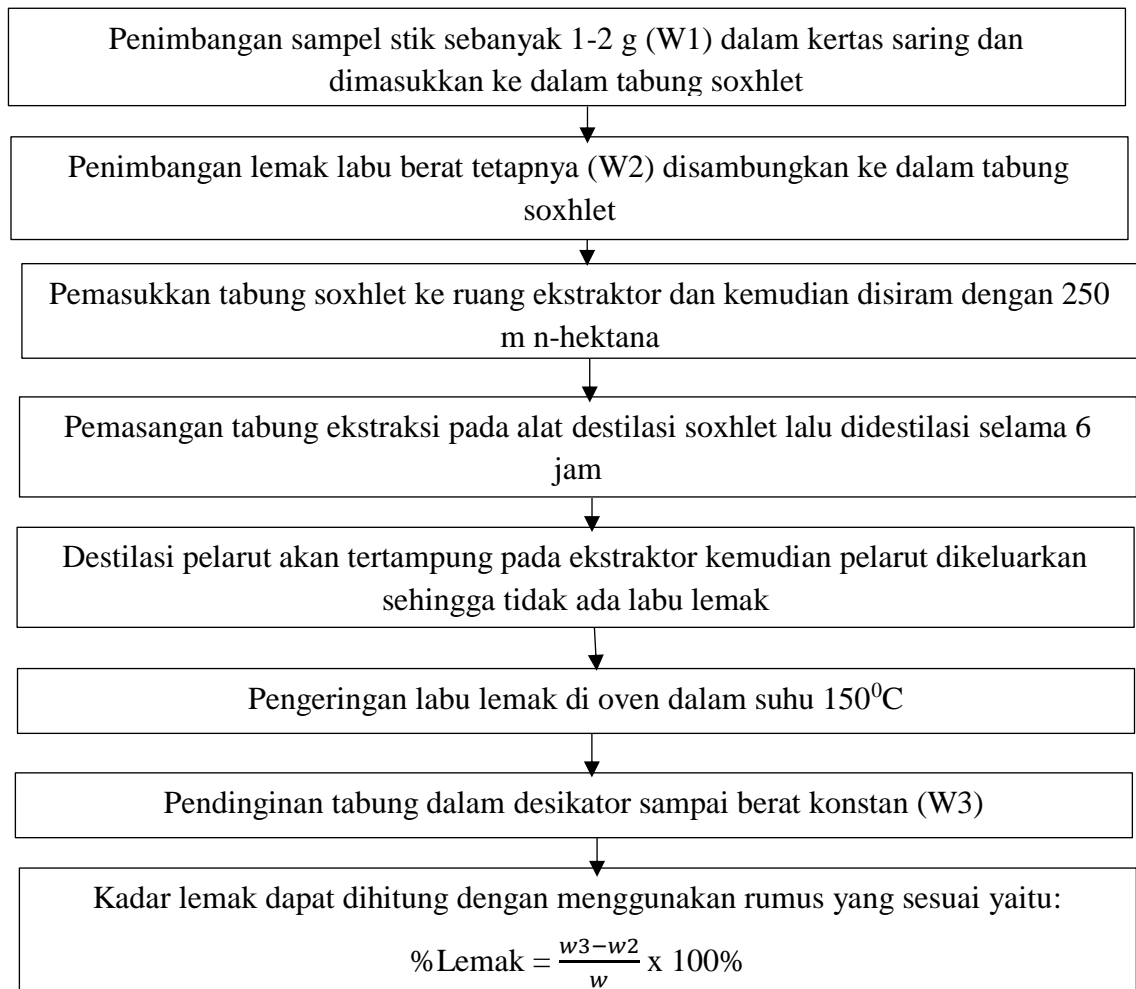 Penimbangan sampel stik sebanyak 1-2 g (W1) dalam kertas saring dan
dimasukkan ke dalam tabung soxhlet
Penimbangan lemak labu berat tetapnya (W2) disambungkan ke dalam tabung
soxhlet
Pemasukkan tabung soxhlet ke ruang ekstraktor dan kemudian disiram dengan 250
m n-hektana
Pemasangan tabung ekstraksi pada alat destilasi soxhlet lalu didestilasi selama 6
jam
Destilasi pelarut akan tertampung pada ekstraktor kemudian pelarut dikeluarkan
sehingga tidak ada labu lemak
Pengeringan labu lemak di oven dalam suhu 150⁰C
Pendinginan tabung dalam desikator sampai berat konstan (W3)
Kadar lemak dapat dihitung dengan menggunakan rumus yang sesuai yaitu:
%Lemak = \frac{w3-w2}{w} x 100%